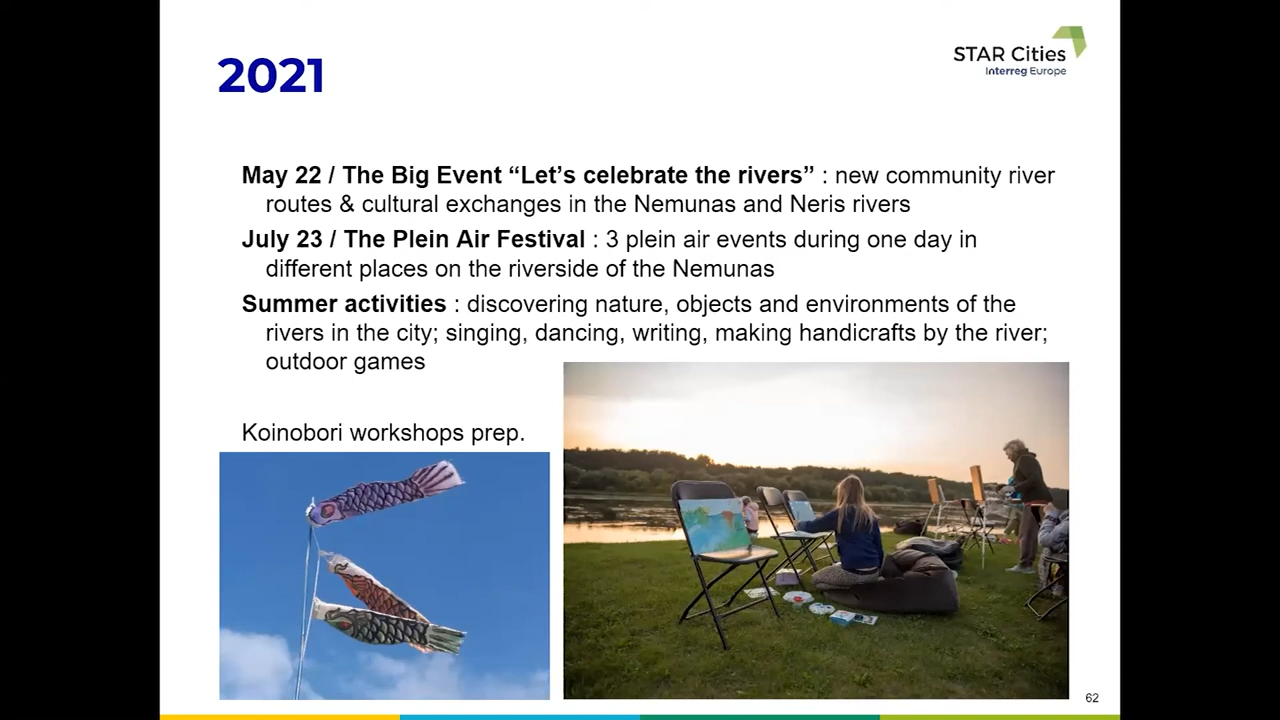 2021
STAR Cities
Interreg Europe
May 22 / The Big Event “Let’s celebrate the rivers” : new community river
routes & cultural exchanges in the Nemunas and Neris rivers
July 23 / The Plein Air Festival : 3 plein air events during one day in
different places on the riverside of the Nemunas
Summer activities : discovering nature, objects and environments of the
rivers in the city; singing, dancing, writing, making handicrafts by the river;
outdoor games
Koinobori workshops prep.
62